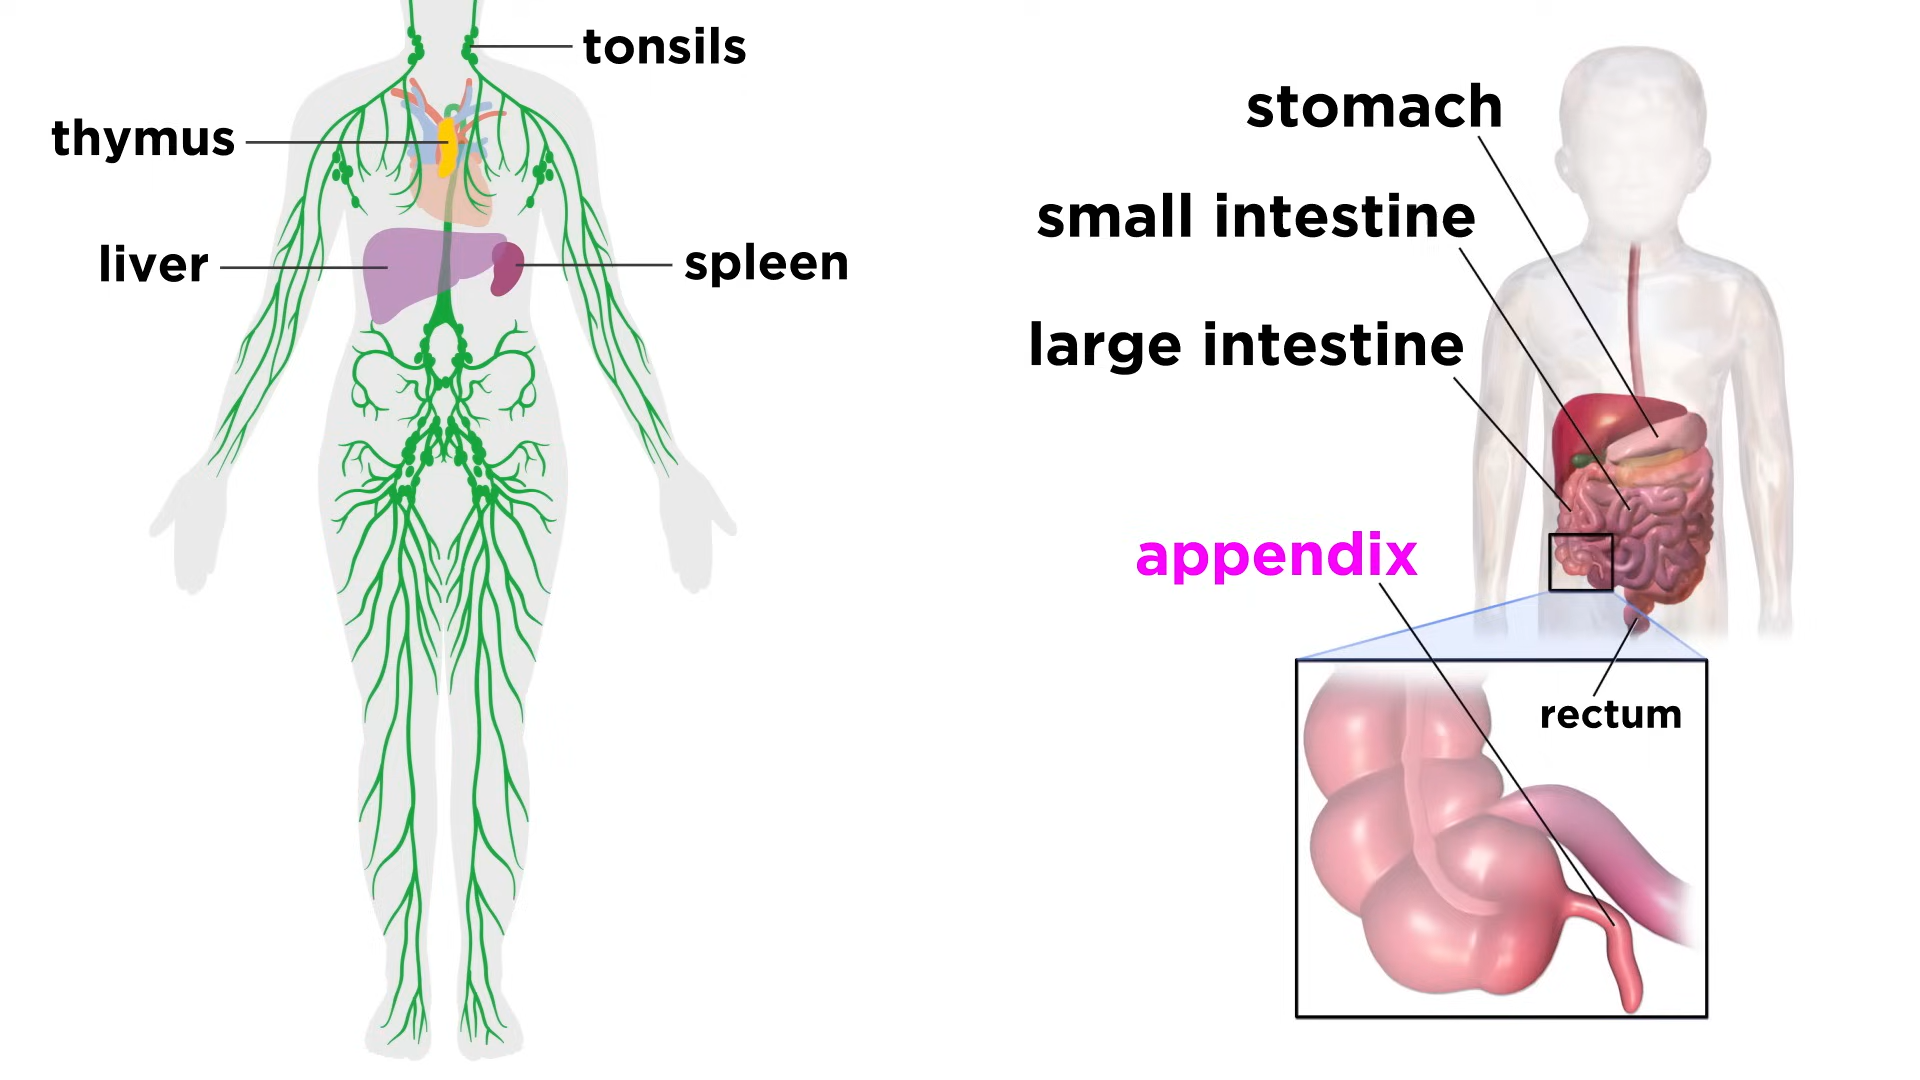 tonsils
thymus
liver
spleen
stomach
small intestine
large intestine
appendix
rectum